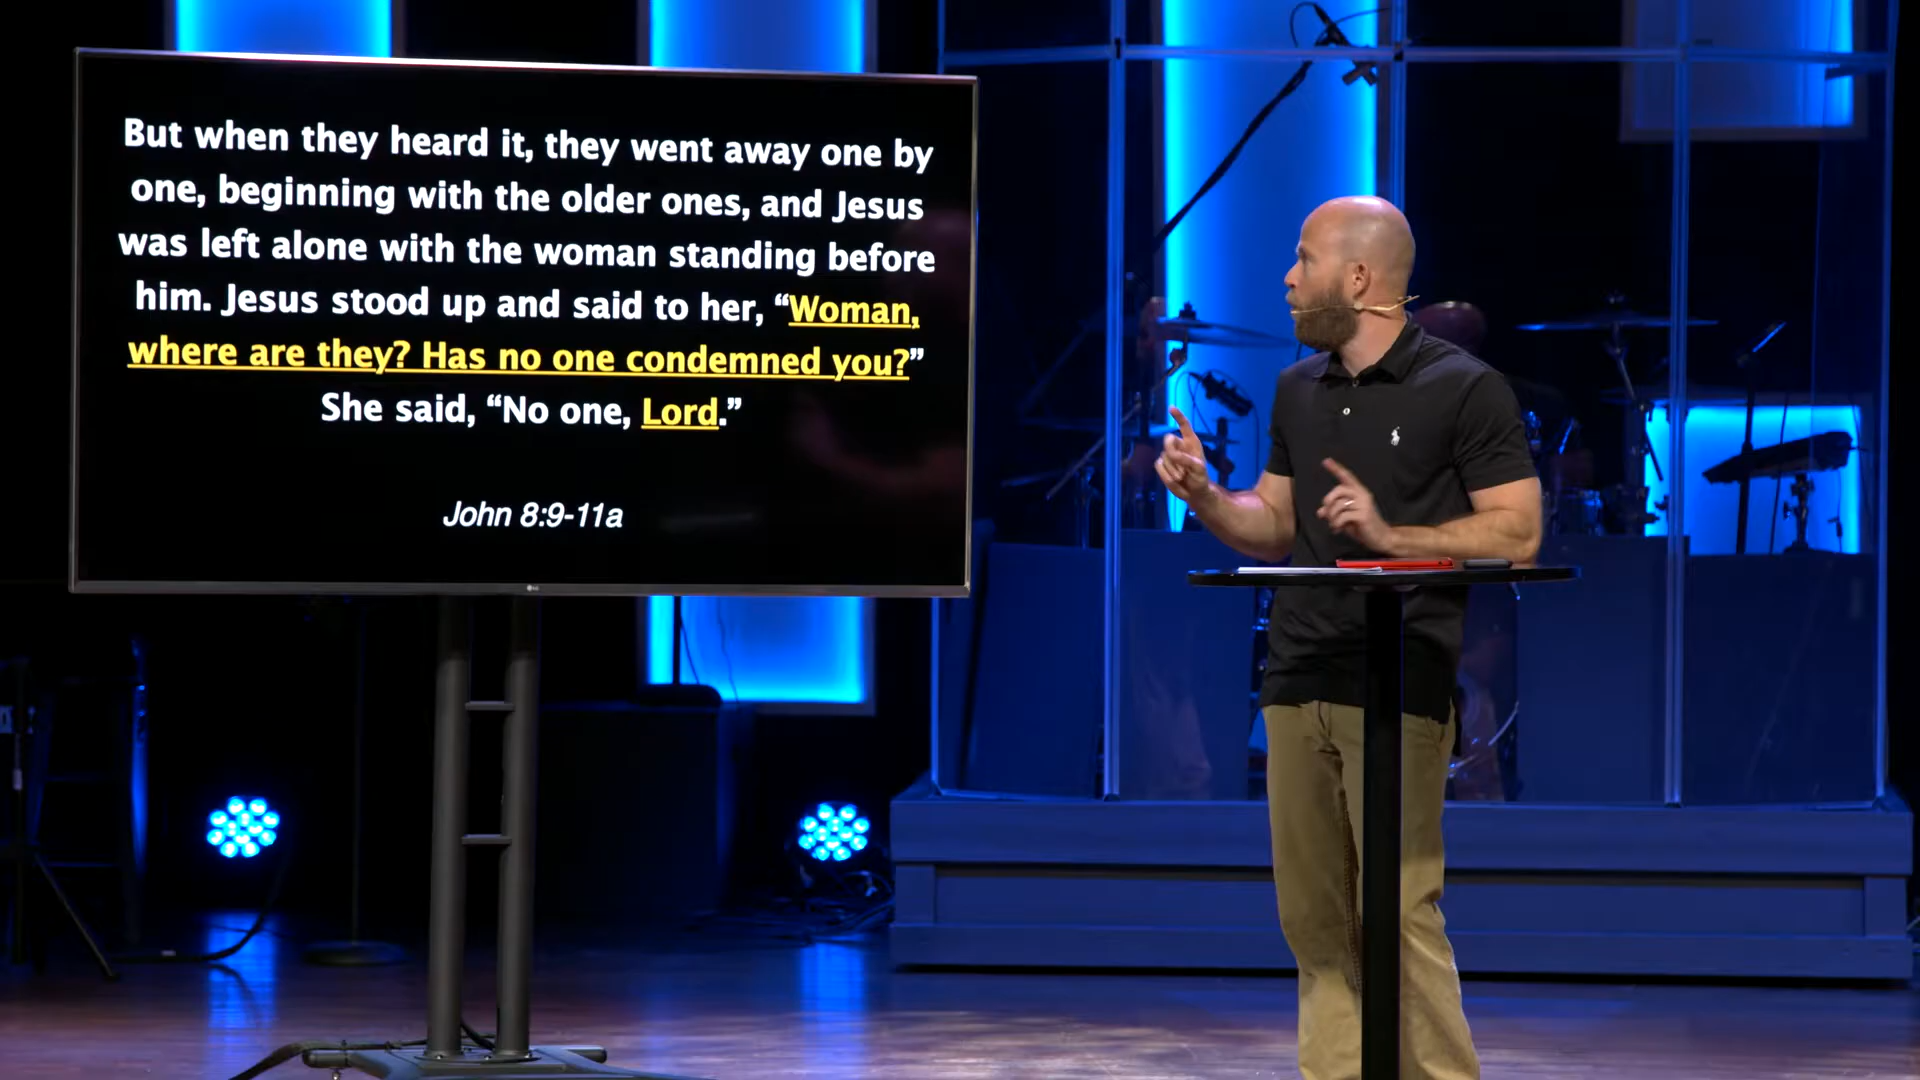 But when they heard it, they went away one by
one, beginning with the older ones, and Jesus
was left alone with the woman standing before
him. Jesus stood up and said to her, “Woman,
where are they? Has no one condemned you?”
She said, “No one, Lord.”
John 8:9-11a